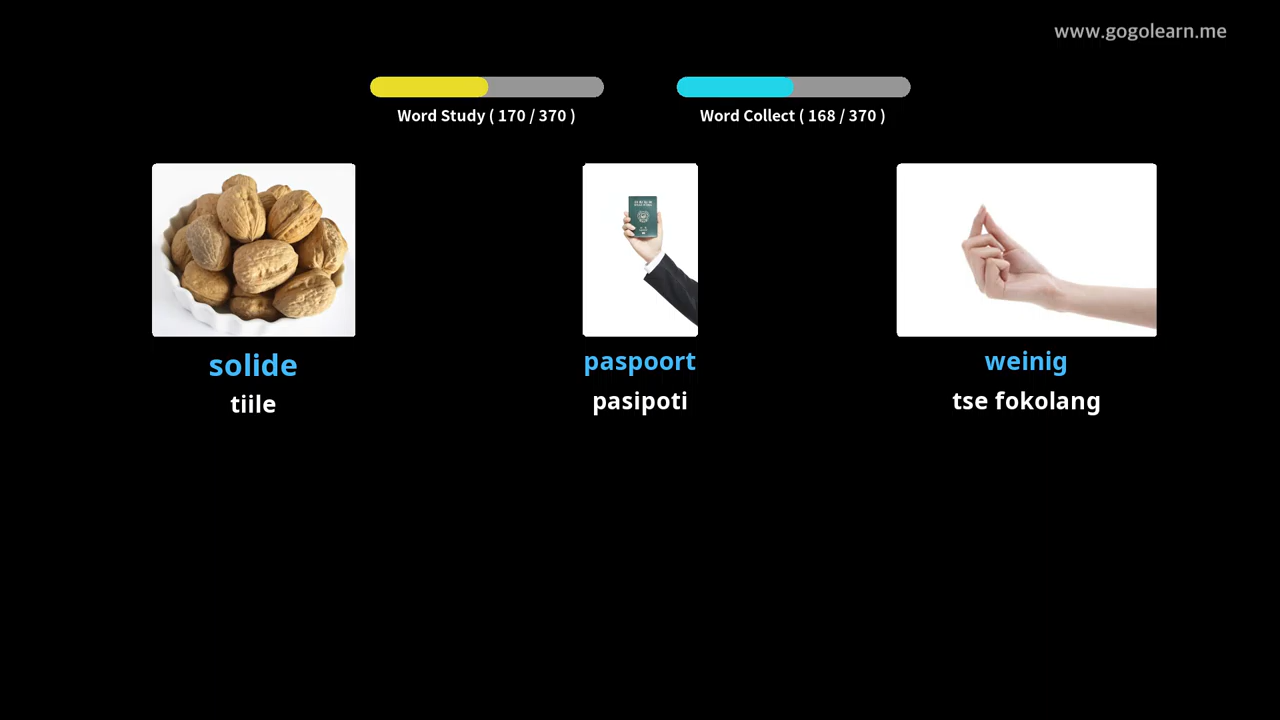 www.gogolearn.me
Word Study ( 170 / 370 )
Word Collect ( 168 / 370 )
solide
paspoort
weinig
tiile
pasipoti
tse fokolang